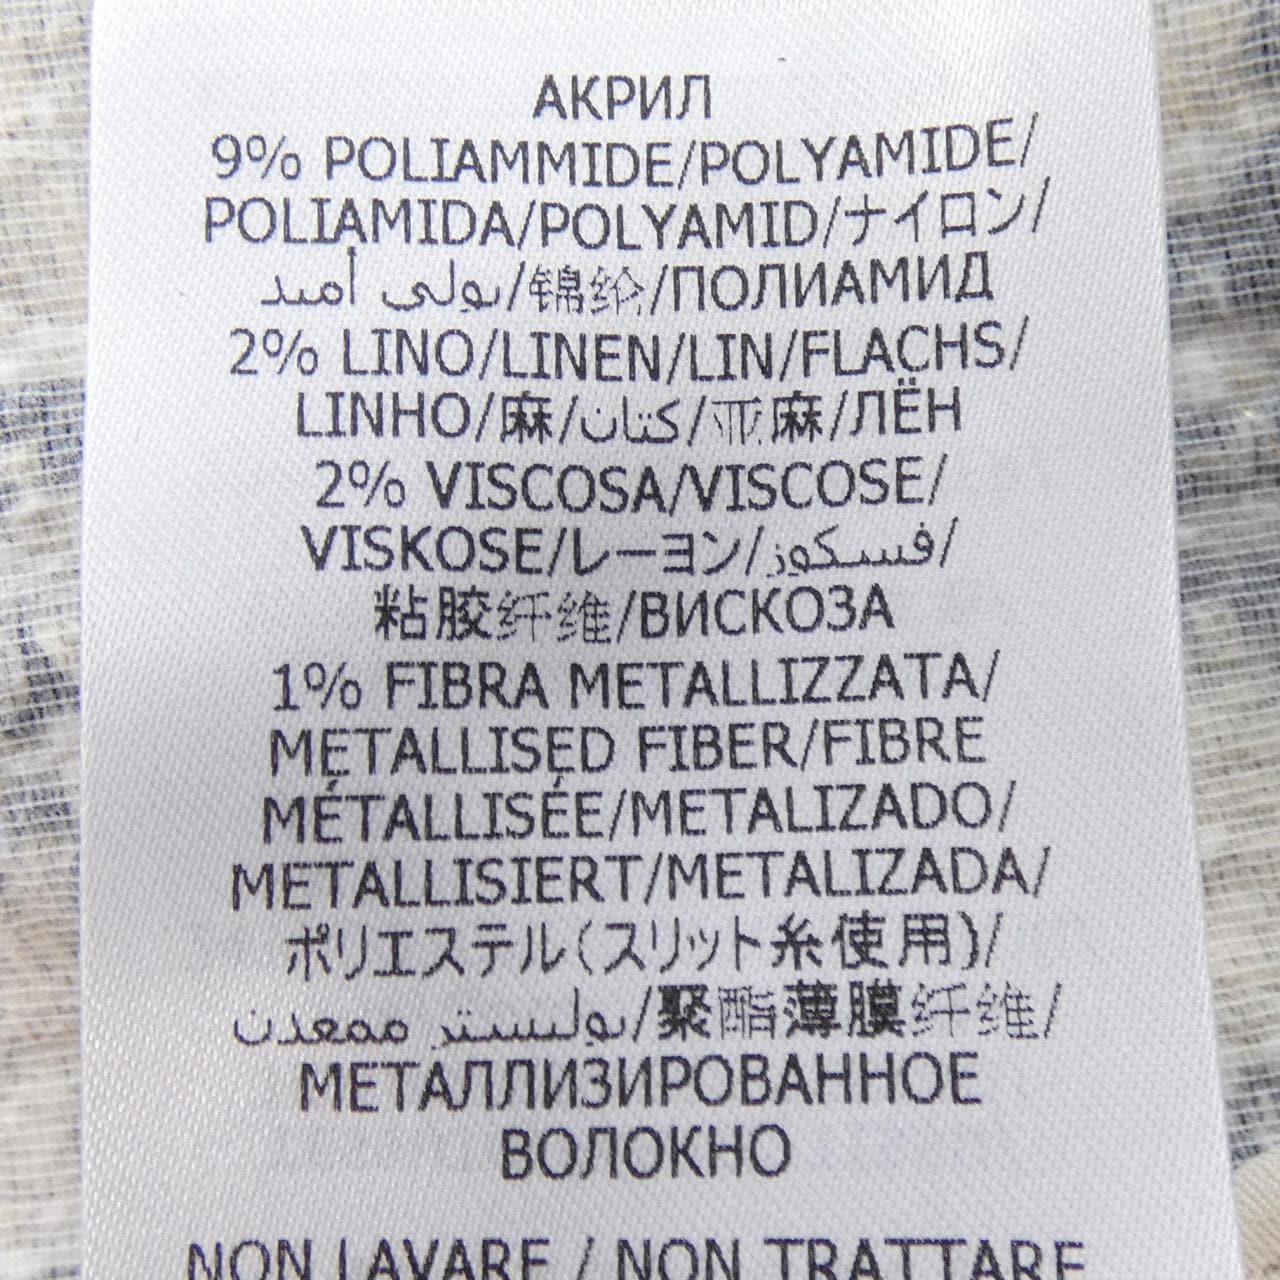 АКРИЛ
9% POLIAMMIDE/POLYAMIDE/
POLIAMIDA/POLYAMID/ナイロン/
بولي أميد/锦纶/ПОЛИАМИД
2% LINO/LINEN/LIN/FLACHS/
LINHO/麻/كتان/亚麻/ЛЁН
2% VISCOSA/VISCOSE/
VISKOSE/レーヨン/فسكوز/
粘胶纤维/ВИСКОЗА
1% FIBRA METALLIZZATA/
METALLISED FIBER/FIBRE
MÉTALLISÉE/METALIZADO/
METALLISIERT/METALIZADA/
ポリエステル(スリット糸使用)/
بوليستر ممعدن/聚酯薄膜纤维/
МЕТАЛЛИЗИРОВАННОЕ
ВОЛОКНО
NON LAVARE / NON TRATTARE